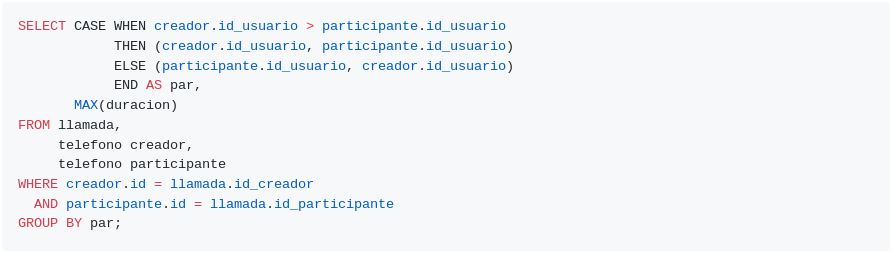 SELECT CASE WHEN creador.id_usuario > participante.id_usuario
            THEN (creador.id_usuario, participante.id_usuario)
            ELSE (participante.id_usuario, creador.id_usuario)
            END AS par,
       MAX(duracion)
FROM llamada,
     telefono creador,
     telefono participante
WHERE creador.id = llamada.id_creador
  AND participante.id = llamada.id_participante
GROUP BY par;